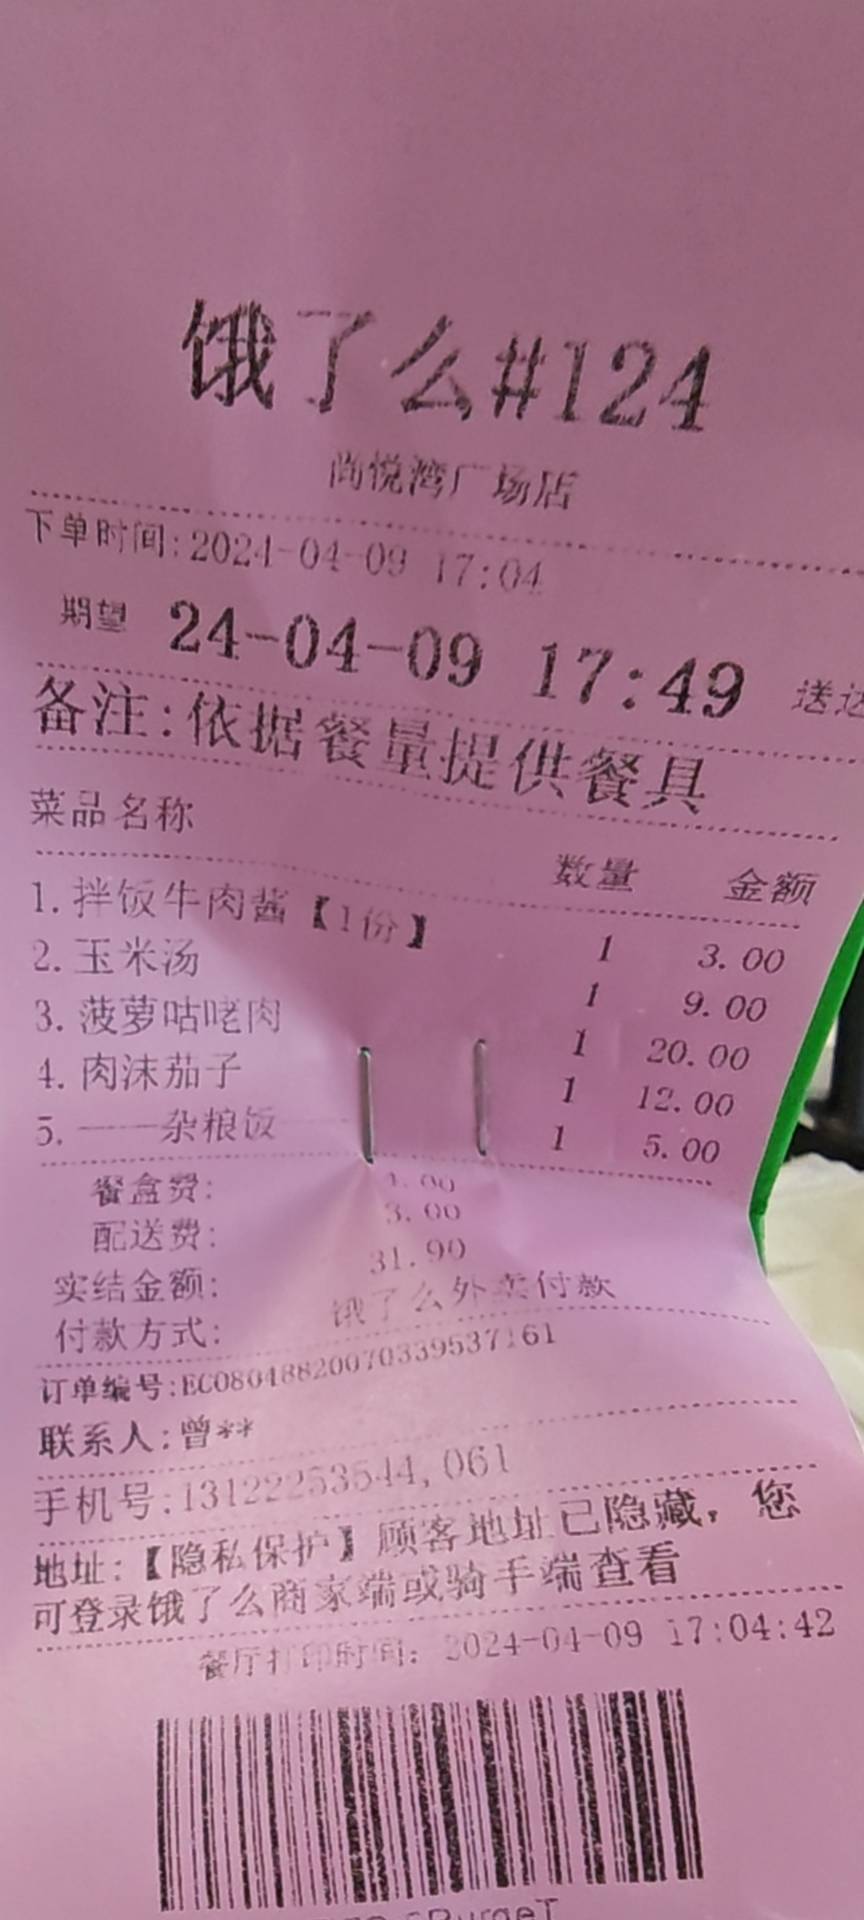 饿了么#124
尚悦湾广场店
下单时间:2024-04-09 17:04
期望 24-04-09 17:49 送达
备注:依据餐量提供餐具
菜品名称 数量 金额
1.拌饭牛肉酱【1份】 1 3.00
2.玉米汤 1 9.00
3.菠萝咕咾肉 1 20.00
4.肉沫茄子 1 12.00
5.——杂粮饭 1 5.00
餐盒费: 1.00
配送费: 3.00
实结金额: 31.90
付款方式: 饿了么外卖付款
订单编号:EC08048820070339537161
联系人:曾**
手机号:13122253544,061
地址:【隐私保护】顾客地址已隐藏，您
可登录饿了么商家端或骑手端查看
餐厅打印时间: 2024-04-09 17:04:42